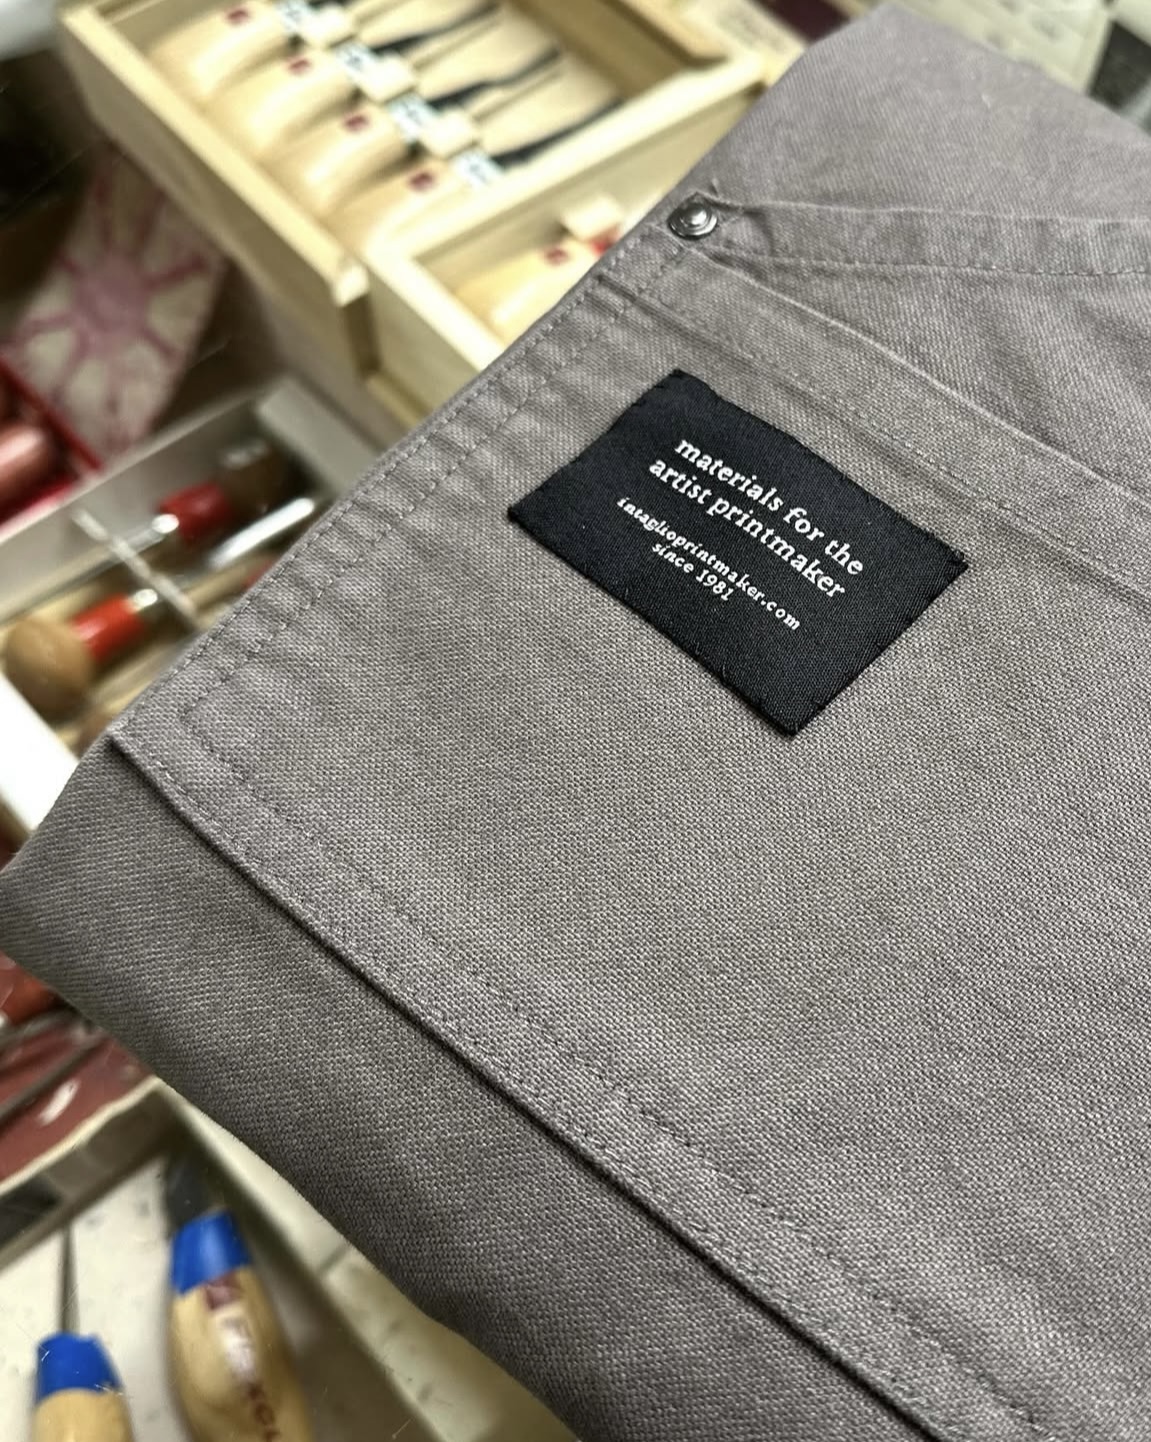 materials for the
artist printmaker
intaglioprintmaker.com
since 1981